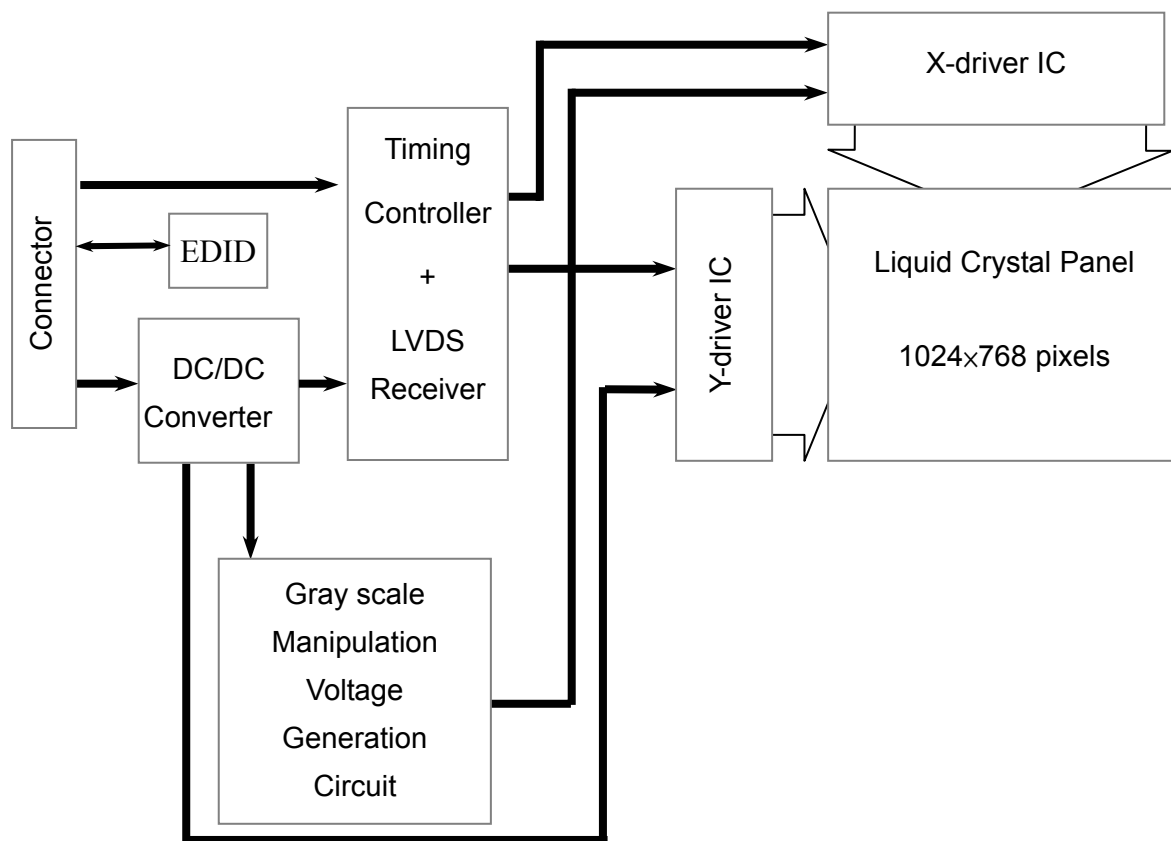 X-driver IC
Timing
Controller
+
LVDS
Receiver
Connector
EDID
DC/DC
Converter
Y-driver IC
Liquid Crystal Panel
1024×768 pixels
Gray scale
Manipulation
Voltage
Generation
Circuit